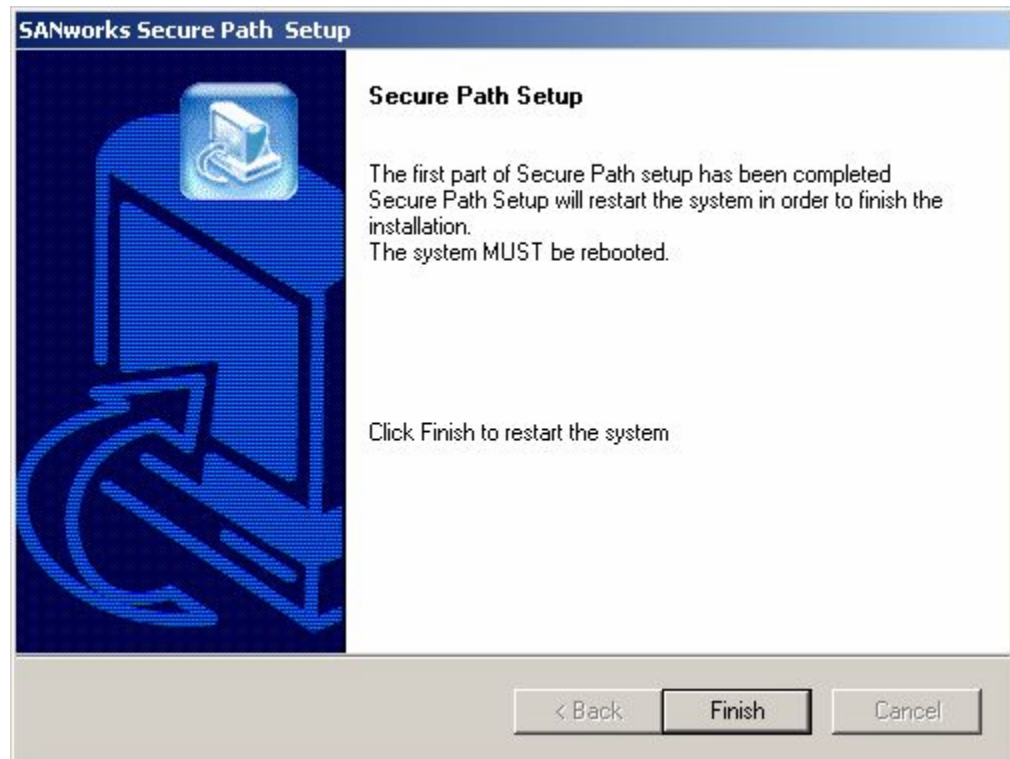 SANworks Secure Path  Setup
Secure Path Setup
The first part of Secure Path setup has been completed
Secure Path Setup will restart the system in order to finish the
installation.
The system MUST be rebooted.
Click Finish to restart the system
< Back
Finish
Cancel